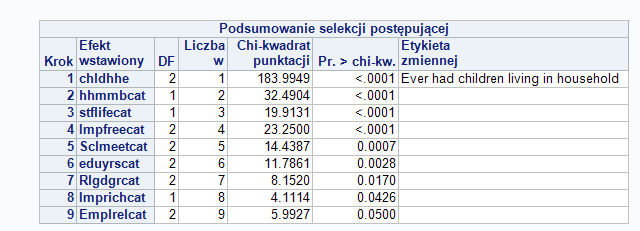 Podsumowanie selekcji postępującej
Krok Efekt wstawiony DF Liczba w Chi-kwadrat punktacji Pr. > chi-kw. Etykieta zmiennej
1 chldhhe 2 1 183.9949 <.0001 Ever had children living in household
2 hhmmbcat 1 2 32.4904 <.0001
3 stflifecat 1 3 19.9131 <.0001
4 Impfreecat 2 4 23.2500 <.0001
5 Sclmeetcat 2 5 14.4387 0.0007
6 eduyrscat 2 6 11.7861 0.0028
7 Rlgdgrcat 2 7 8.1520 0.0170
8 Imprichcat 1 8 4.1114 0.0426
9 Emplrelcat 2 9 5.9927 0.0500